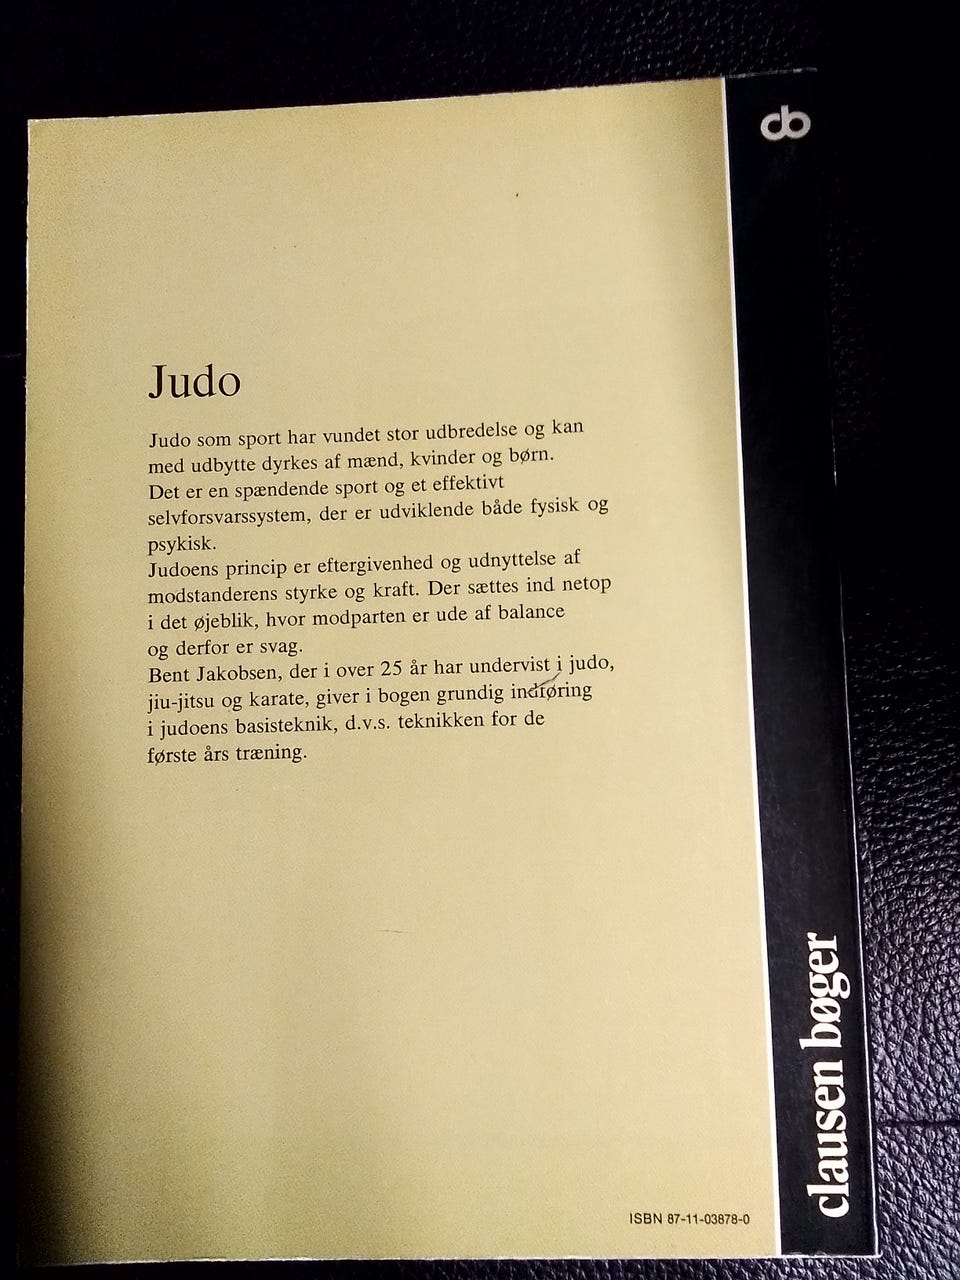 cb
Judo
Judo som sport har vundet stor udbredelse og kan
med udbytte dyrkes af mænd, kvinder og børn.
Det er en spændende sport og et effektivt
selvforsvarssystem, der er udviklende både fysisk og
psykisk.
Judoens princip er eftergivenhed og udnyttelse af
modstanderens styrke og kraft. Der sættes ind netop
i det øjeblik, hvor modparten er ude af balance
og derfor er svag.
Bent Jakobsen, der i over 25 år har undervist i judo,
jiu-jitsu og karate, giver i bogen grundig indføring
i judoens basisteknik, d.v.s. teknikken for de
første års træning.
clausen bøger
ISBN 87-11-03878-0